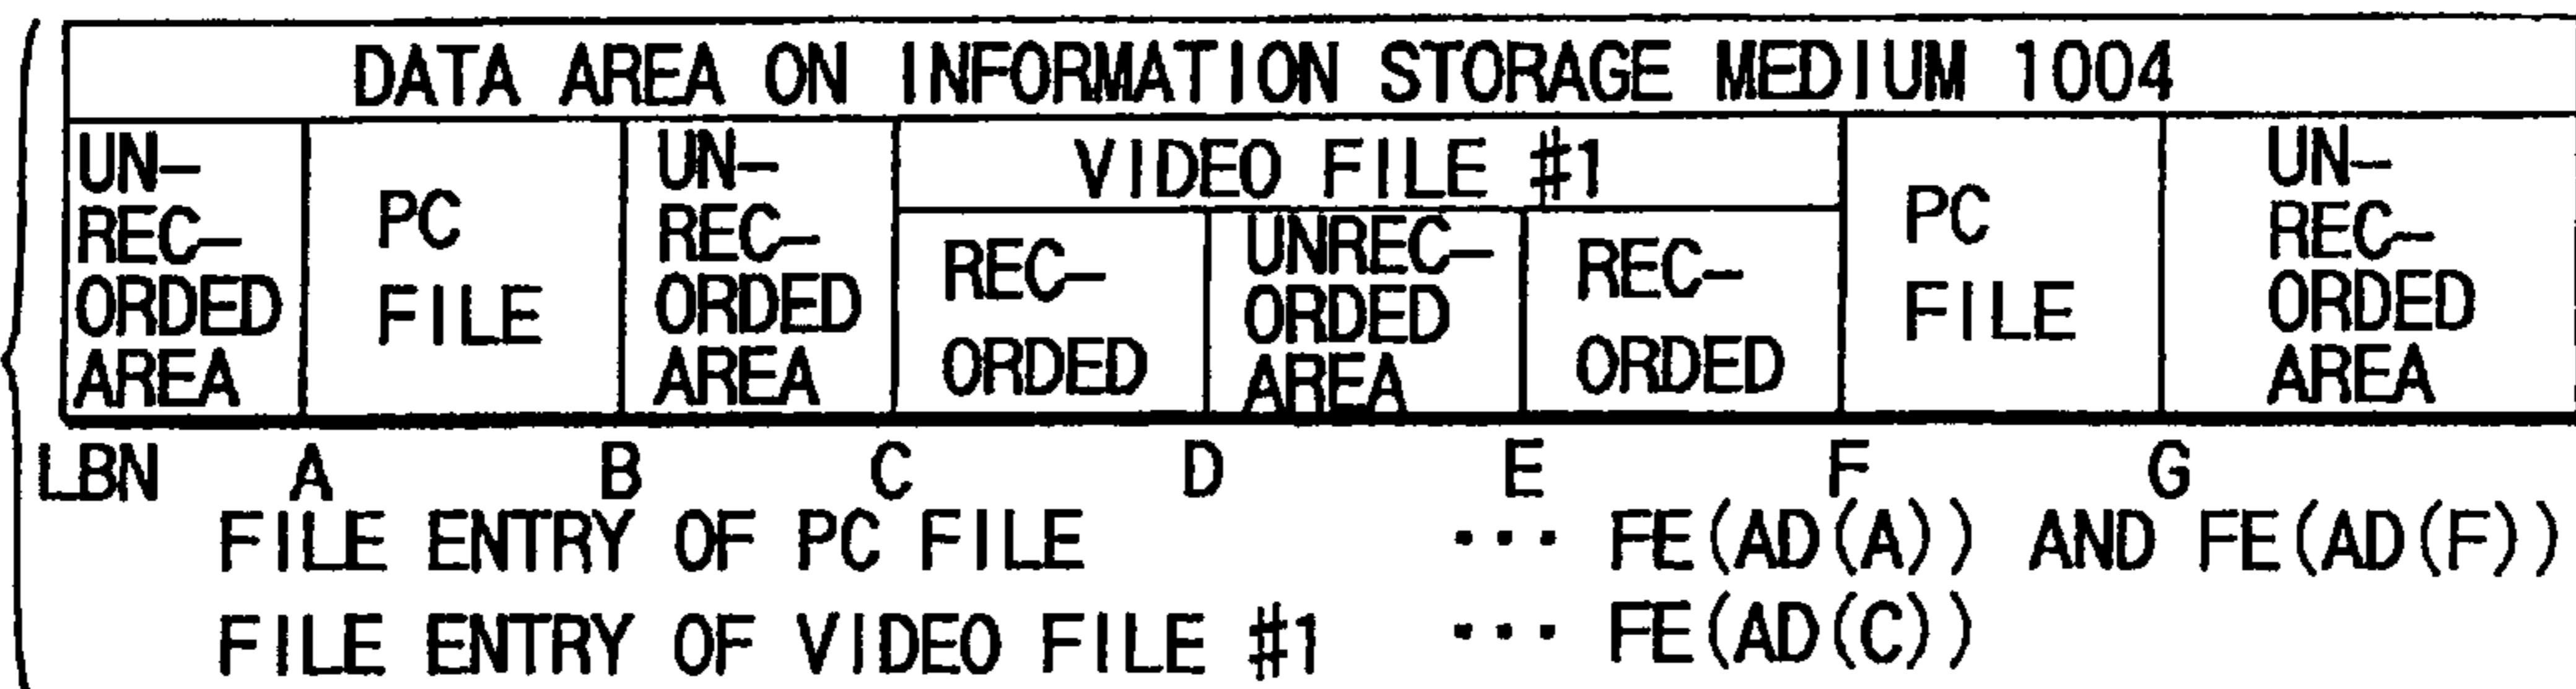 DATA AREA ON INFORMATION STORAGE MEDIUM 1004
UN-
REC-
ORDED
AREA
PC
FILE
UN-
REC-
ORDED
AREA
VIDEO FILE #1
REC-
ORDED
UNREC-
ORDED
AREA
REC-
ORDED
PC
FILE
UN-
REC-
ORDED
AREA
LBN A B C D E F G
FILE ENTRY OF PC FILE ··· FE(AD(A)) AND FE(AD(F))
FILE ENTRY OF VIDEO FILE #1 ··· FE(AD(C))